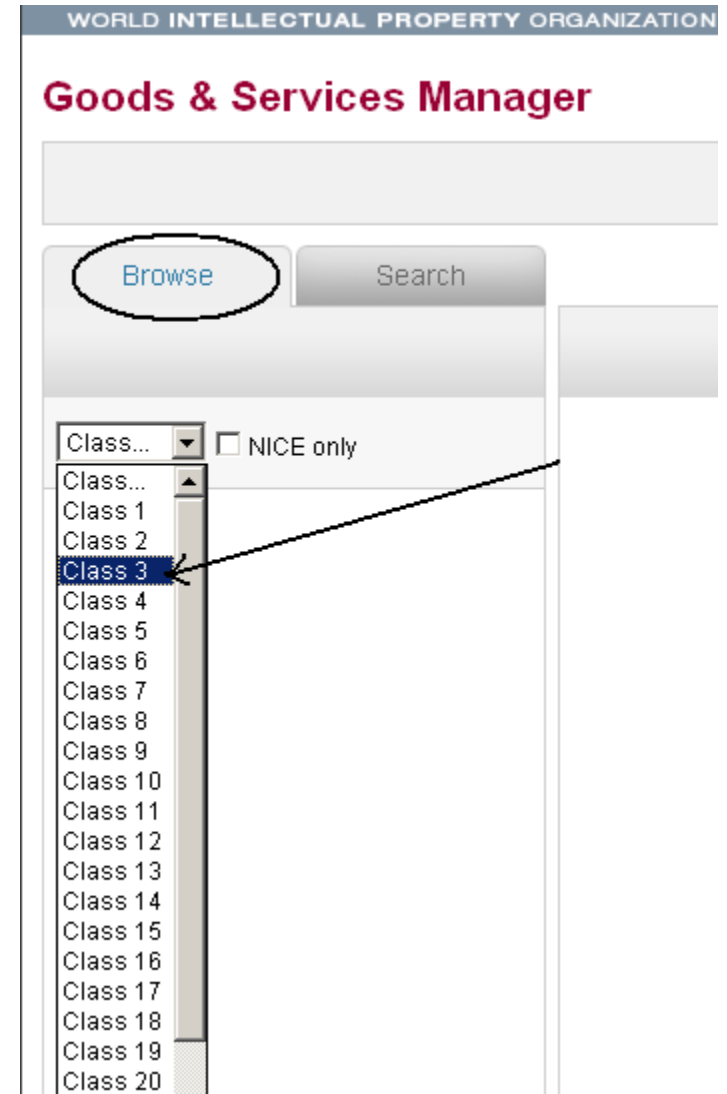 WORLD INTELLECTUAL PROPERTY ORGANIZATION
Goods & Services Manager
Browse Search
Class... NICE only
Class...
Class 1
Class 2
Class 3
Class 4
Class 5
Class 6
Class 7
Class 8
Class 9
Class 10
Class 11
Class 12
Class 13
Class 14
Class 15
Class 16
Class 17
Class 18
Class 19
Class 20